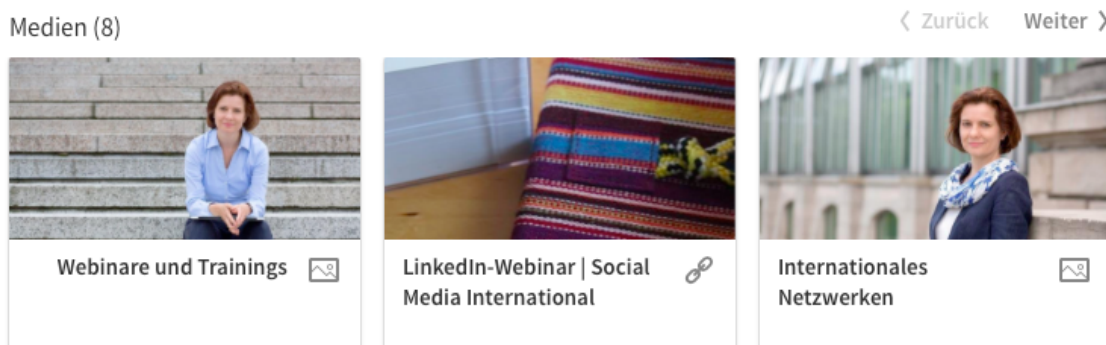 Medien (8)
Zurück
Weiter
Webinare und Trainings
LinkedIn-Webinar | Social
Media International
Internationales
Netzwerken